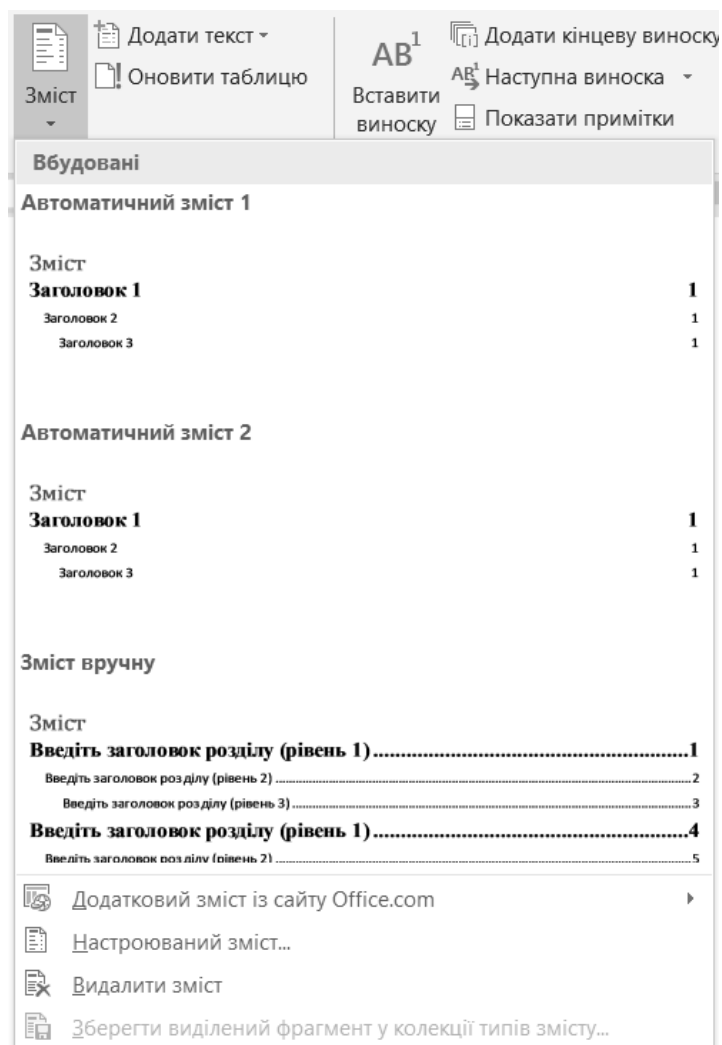 Зміст
Додати текст
Оновити таблицю
AB1
Вставити
виноску
[i] Додати кінцеву виноску
AB1 Наступна виноска
Показати примітки
Вбудовані
Автоматичний зміст 1
Зміст
Заголовок 1 1
Заголовок 2 1
Заголовок 3 1
Автоматичний зміст 2
Зміст
Заголовок 1 1
Заголовок 2 1
Заголовок 3 1
Зміст вручну
Зміст
Введіть заголовок розділу (рівень 1)........................................................1
Введіть заголовок розділу (рівень 2)........................................................2
Введіть заголовок розділу (рівень 3)........................................................3
Введіть заголовок розділу (рівень 1)........................................................4
Введіть заголовок розділу (рівень 2)........................................................5
Додатковий зміст із сайту Office.com
Настроюваний зміст...
Видалити зміст
Зберегти виділений фрагмент у колекції типів змісту...